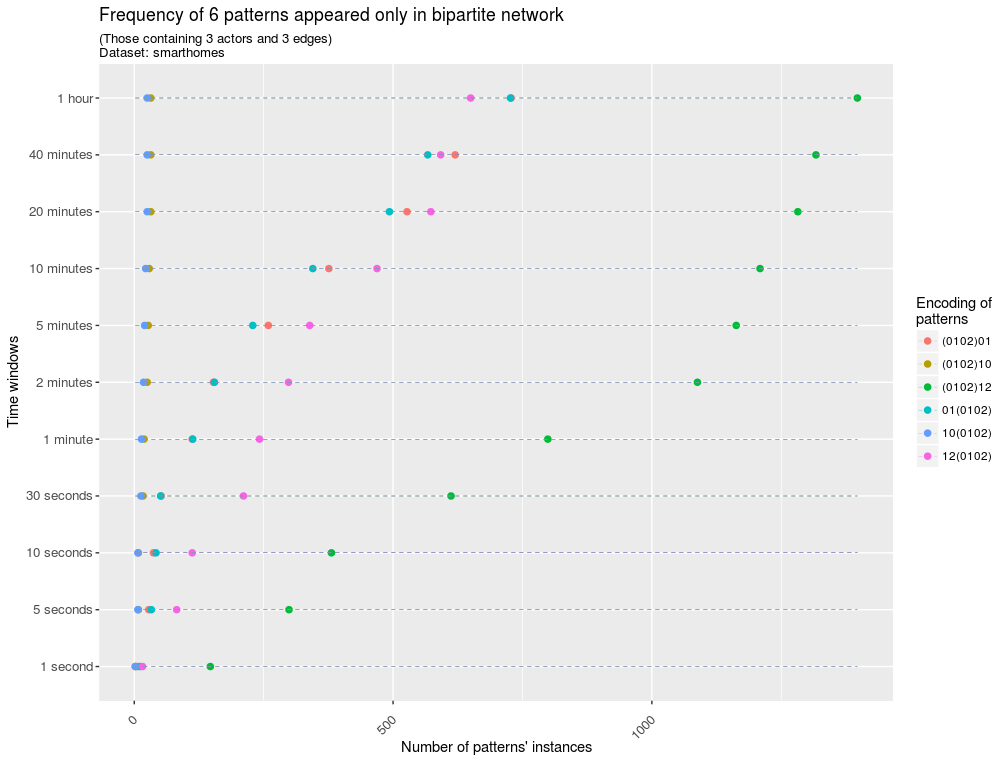 Frequency of 6 patterns appeared only in bipartite network
(Those containing 3 actors and 3 edges)
Dataset: smarthomes
Time windows
1 hour
40 minutes
20 minutes
10 minutes
5 minutes
2 minutes
1 minute
30 seconds
10 seconds
5 seconds
1 second
0
500
1000
Number of patterns' instances
Encoding of
patterns
(0102)01
(0102)10
(0102)12
01(0102)
10(0102)
12(0102)